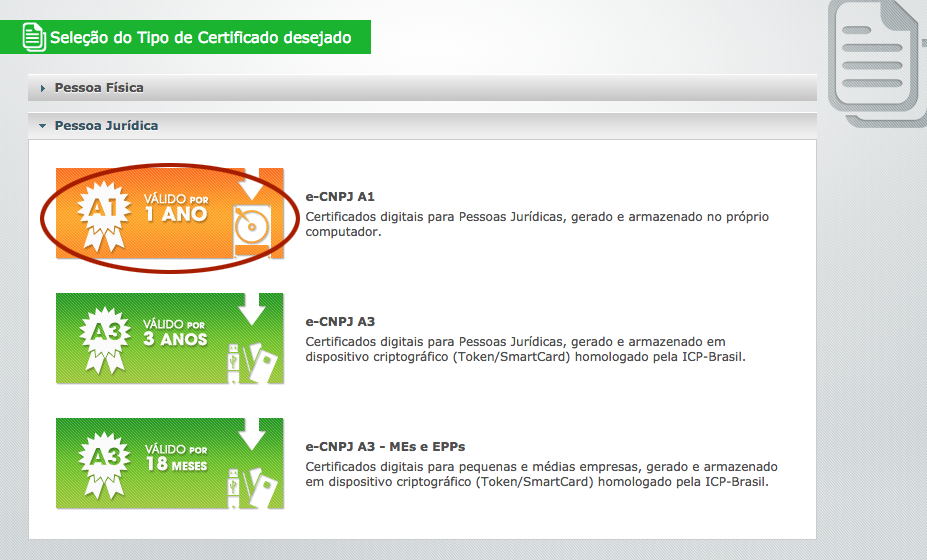 Seleção do Tipo de Certificado desejado
Pessoa Física
Pessoa Jurídica
A1
VÁLIDO POR
1 ANO
e-CNPJ A1
Certificados digitais para Pessoas Jurídicas, gerado e armazenado no próprio
computador.
A3
VÁLIDO POR
3 ANOS
e-CNPJ A3
Certificados digitais para Pessoas Jurídicas, gerado e armazenado em
dispositivo criptográfico (Token/SmartCard) homologado pela ICP-Brasil.
A3
VÁLIDO POR
18 MESES
e-CNPJ A3 - MEs e EPPs
Certificados digitais para pequenas e médias empresas, gerado e armazenado
em dispositivo criptográfico (Token/SmartCard) homologado pela ICP-Brasil.